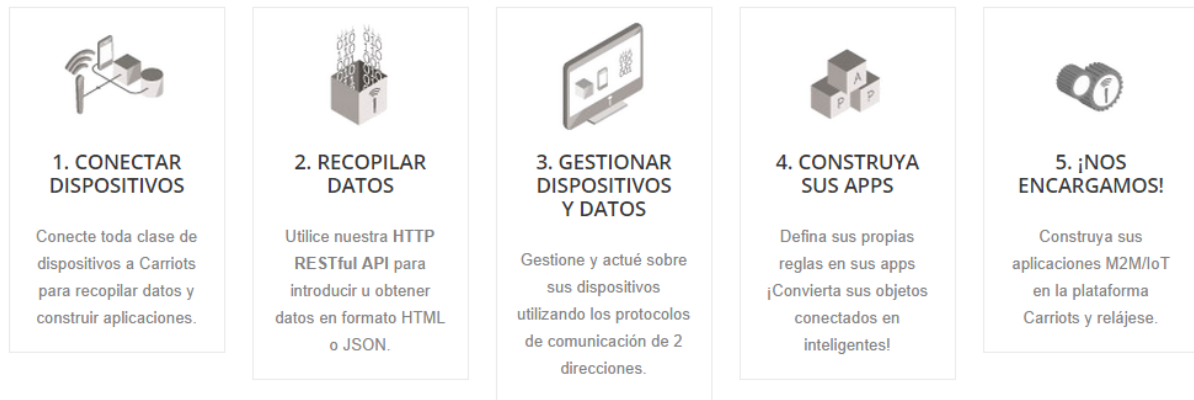 1. CONECTAR
DISPOSITIVOS
Conecte toda clase de
dispositivos a Carriots
para recopilar datos y
construir aplicaciones.
2. RECOPILAR
DATOS
Utilice nuestra HTTP
RESTful API para
introducir u obtener
datos en formato HTML
o JSON.
3. GESTIONAR
DISPOSITIVOS
Y DATOS
Gestione y actué sobre
sus dispositivos
utilizando los protocolos
de comunicación de 2
direcciones.
A
P P
4. CONSTRUYA
SUS APPS
Defina sus propias
reglas en sus apps
¡Convierta sus objetos
conectados en
inteligentes!
5. ¡NOS
ENCARGAMOS!
Construya sus
aplicaciones M2M/IoT
en la plataforma
Carriots y relájese.